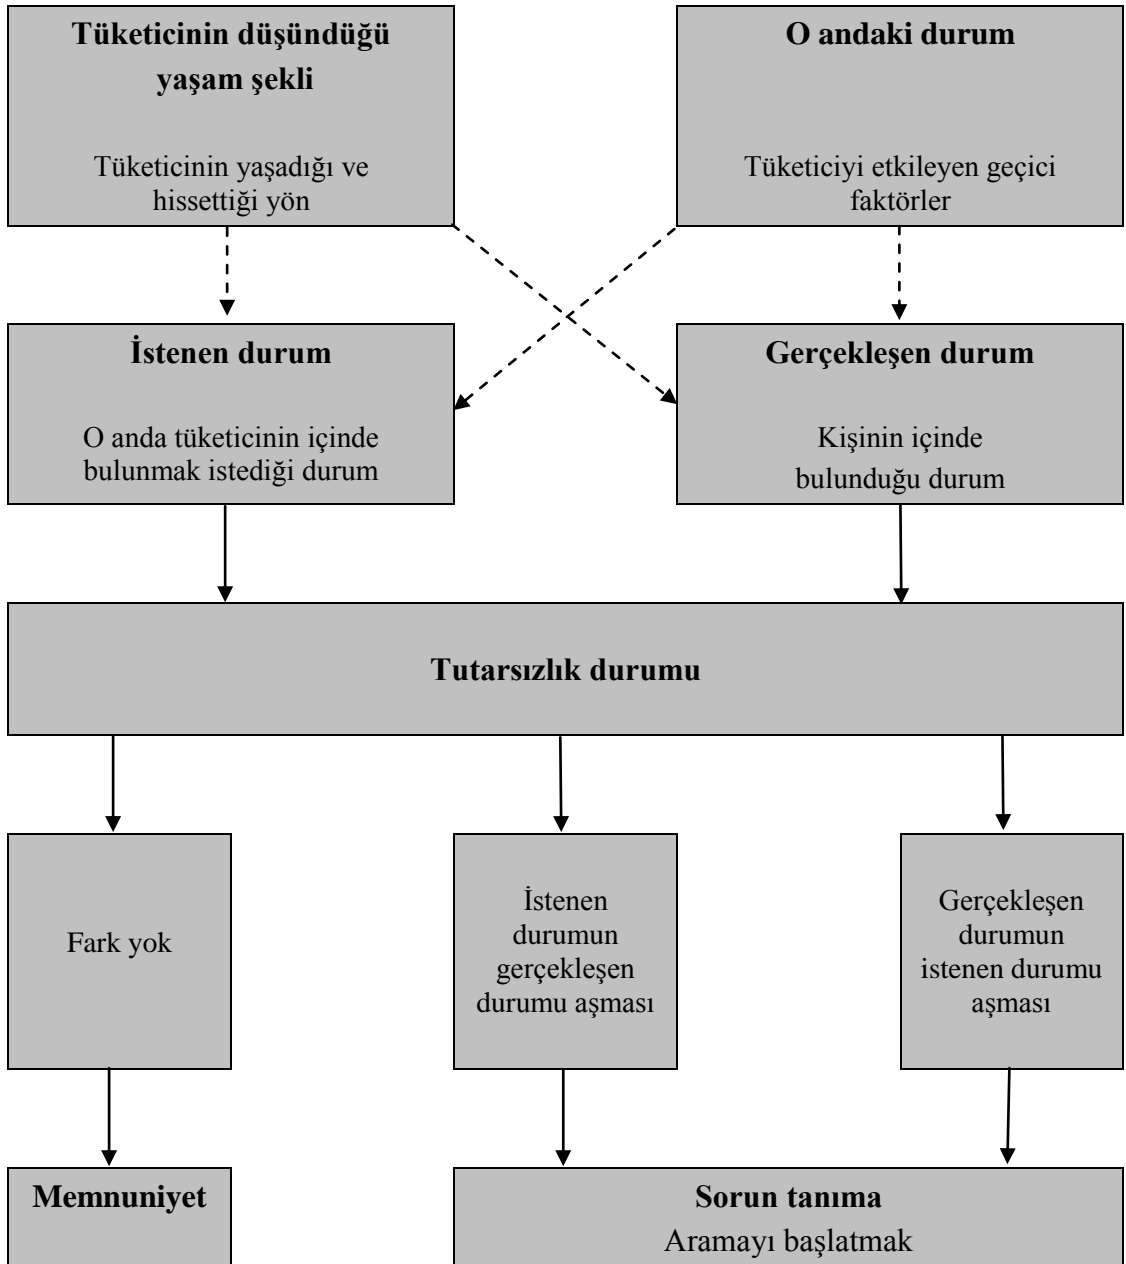 Tüketicinin düşündüğü
yaşam şekli
Tüketicinin yaşadığı ve
hissettiği yön
O andaki durum
Tüketiciyi etkileyen geçici
faktörler
İstenen durum
O anda tüketicinin içinde
bulunmak istediği durum
Gerçekleşen durum
Kişinin içinde
bulunduğu durum
Tutarsızlık durumu
Fark yok
İstenen
durumun
gerçekleşen
durumu aşması
Gerçekleşen
durumun
istenen durumu
aşması
Memnuniyet
Sorun tanıma
Aramayı başlatmak